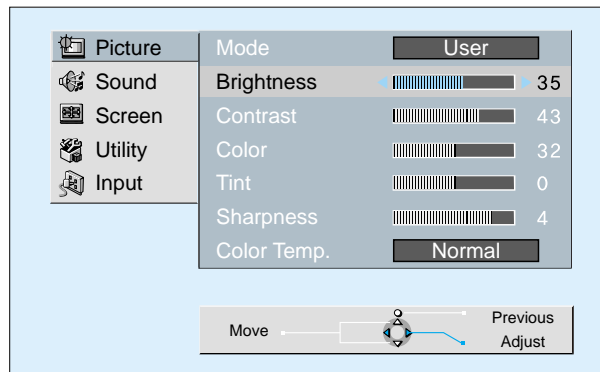 Picture
Sound
Screen
Utility
Input
Mode User
Brightness 35
Contrast 43
Color 32
Tint 0
Sharpness 4
Color Temp. Normal
Move
Previous
Adjust